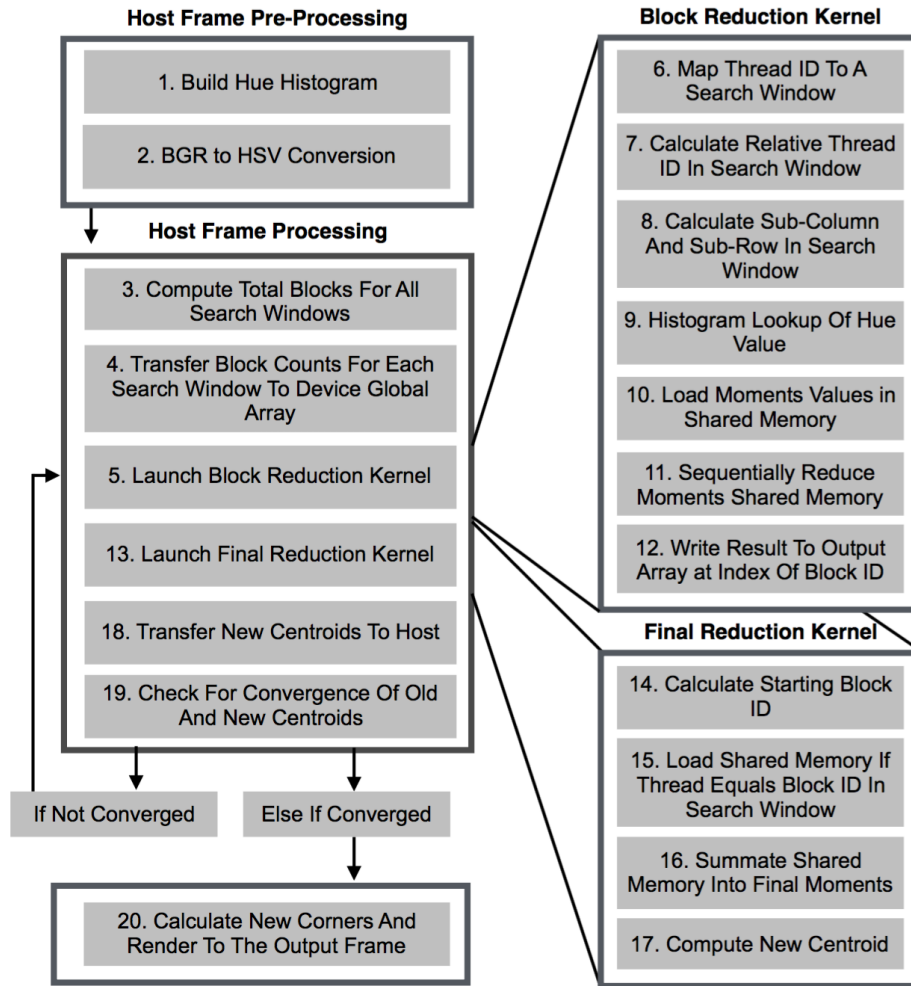 Host Frame Pre-Processing
1. Build Hue Histogram
2. BGR to HSV Conversion
Host Frame Processing
3. Compute Total Blocks For All
Search Windows
4. Transfer Block Counts For Each
Search Window To Device Global
Array
5. Launch Block Reduction Kernel
13. Launch Final Reduction Kernel
18. Transfer New Centroids To Host
19. Check For Convergence Of Old
And New Centroids
If Not Converged
Else If Converged
20. Calculate New Corners And
Render To The Output Frame
Block Reduction Kernel
6. Map Thread ID To A
Search Window
7. Calculate Relative Thread
ID In Search Window
8. Calculate Sub-Column
And Sub-Row In Search
Window
9. Histogram Lookup Of Hue
Value
10. Load Moments Values in
Shared Memory
11. Sequentially Reduce
Moments Shared Memory
12. Write Result To Output
Array at Index Of Block ID
Final Reduction Kernel
14. Calculate Starting Block
ID
15. Load Shared Memory If
Thread Equals Block ID In
Search Window
16. Summate Shared
Memory Into Final Moments
17. Compute New Centroid